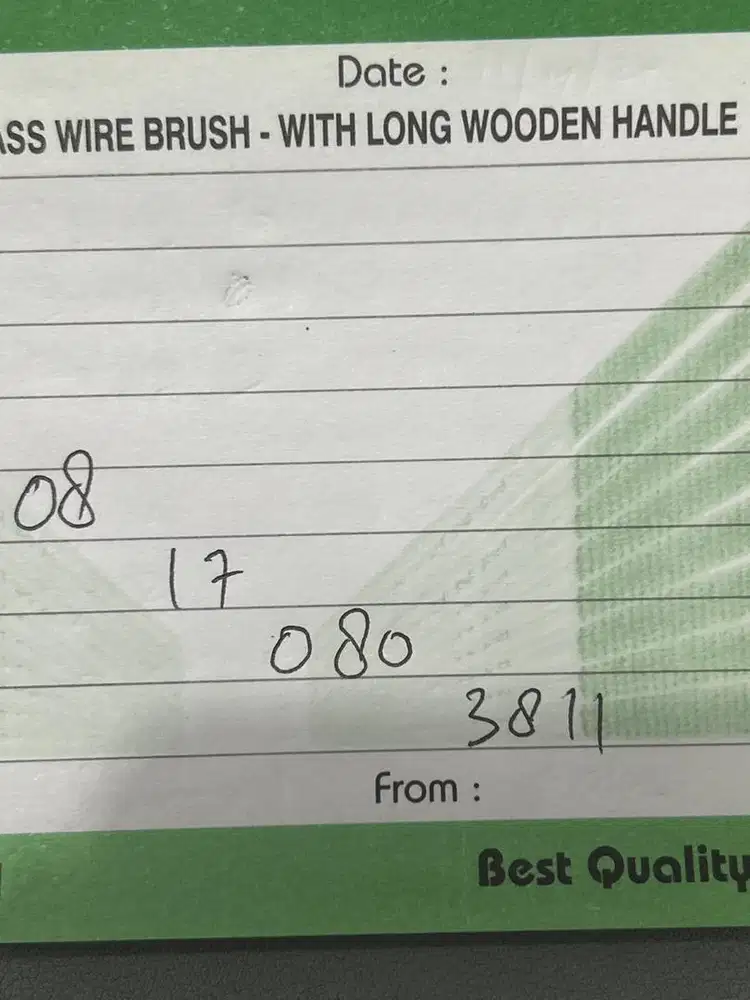 Date :
ASS WIRE BRUSH - WITH LONG WOODEN HANDLE
08
17
080
3811
From :
Best Quality